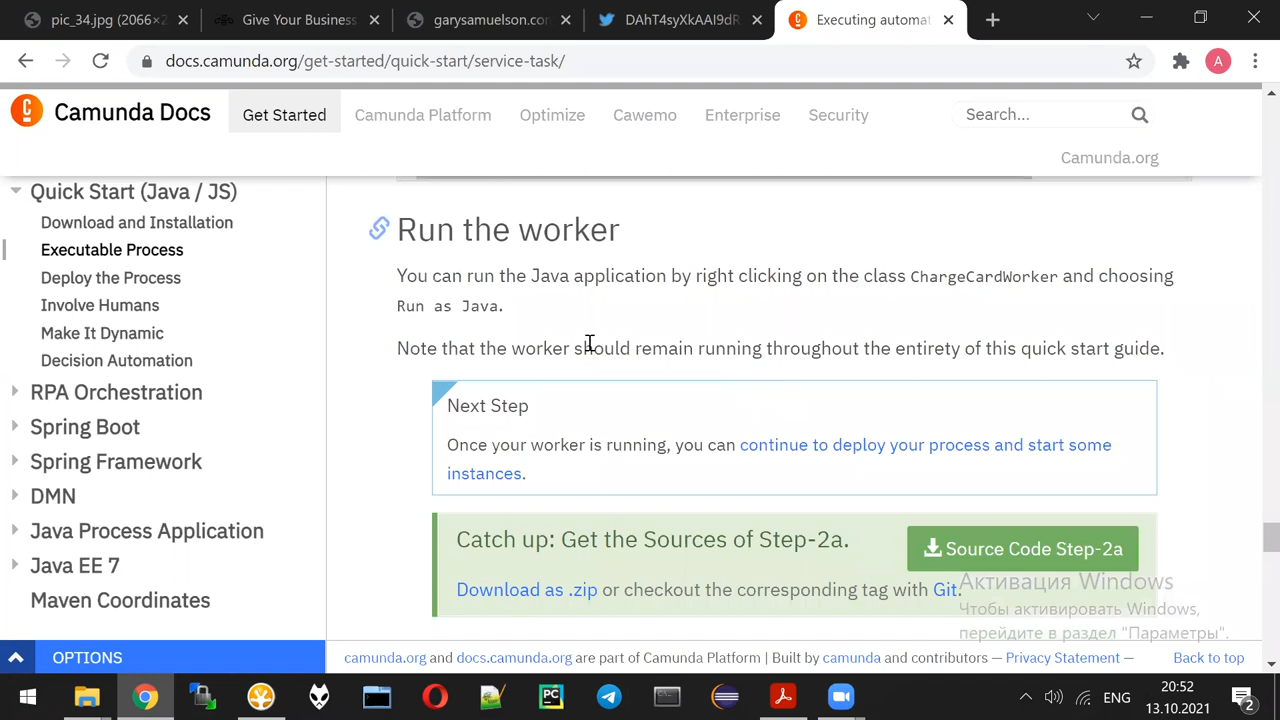 pic_34.jpg (2066×2
Give Your Business
garysamuelson.co
DAhT4syXkAAI9dR
Executing automa
docs.camunda.org/get-started/quick-start/service-task/
A
Camunda Docs
Get Started
Camunda Platform
Optimize
Cawemo
Enterprise
Security
Search...
Camunda.org
Quick Start (Java / JS)
Download and Installation
Executable Process
Deploy the Process
Involve Humans
Make It Dynamic
Decision Automation
RPA Orchestration
Spring Boot
Spring Framework
DMN
Java Process Application
Java EE 7
Maven Coordinates
OPTIONS
Run the worker
You can run the Java application by right clicking on the class ChargeCardWorker and choosing
Run as Java.
Note that the worker should remain running throughout the entirety of this quick start guide.
Next Step
Once your worker is running, you can continue to deploy your process and start some
instances.
Catch up: Get the Sources of Step-2a.
Source Code Step-2a
Download as .zip or checkout the corresponding tag with Git.
Активация Windows
Чтобы активировать Windows,
перейдите в раздел "Параметры".
camunda.org and docs.camunda.org are part of Camunda Platform | Built by camunda and contributors — Privacy Statement —
Back to top
PC
ENG
20:52
13.10.2021
2